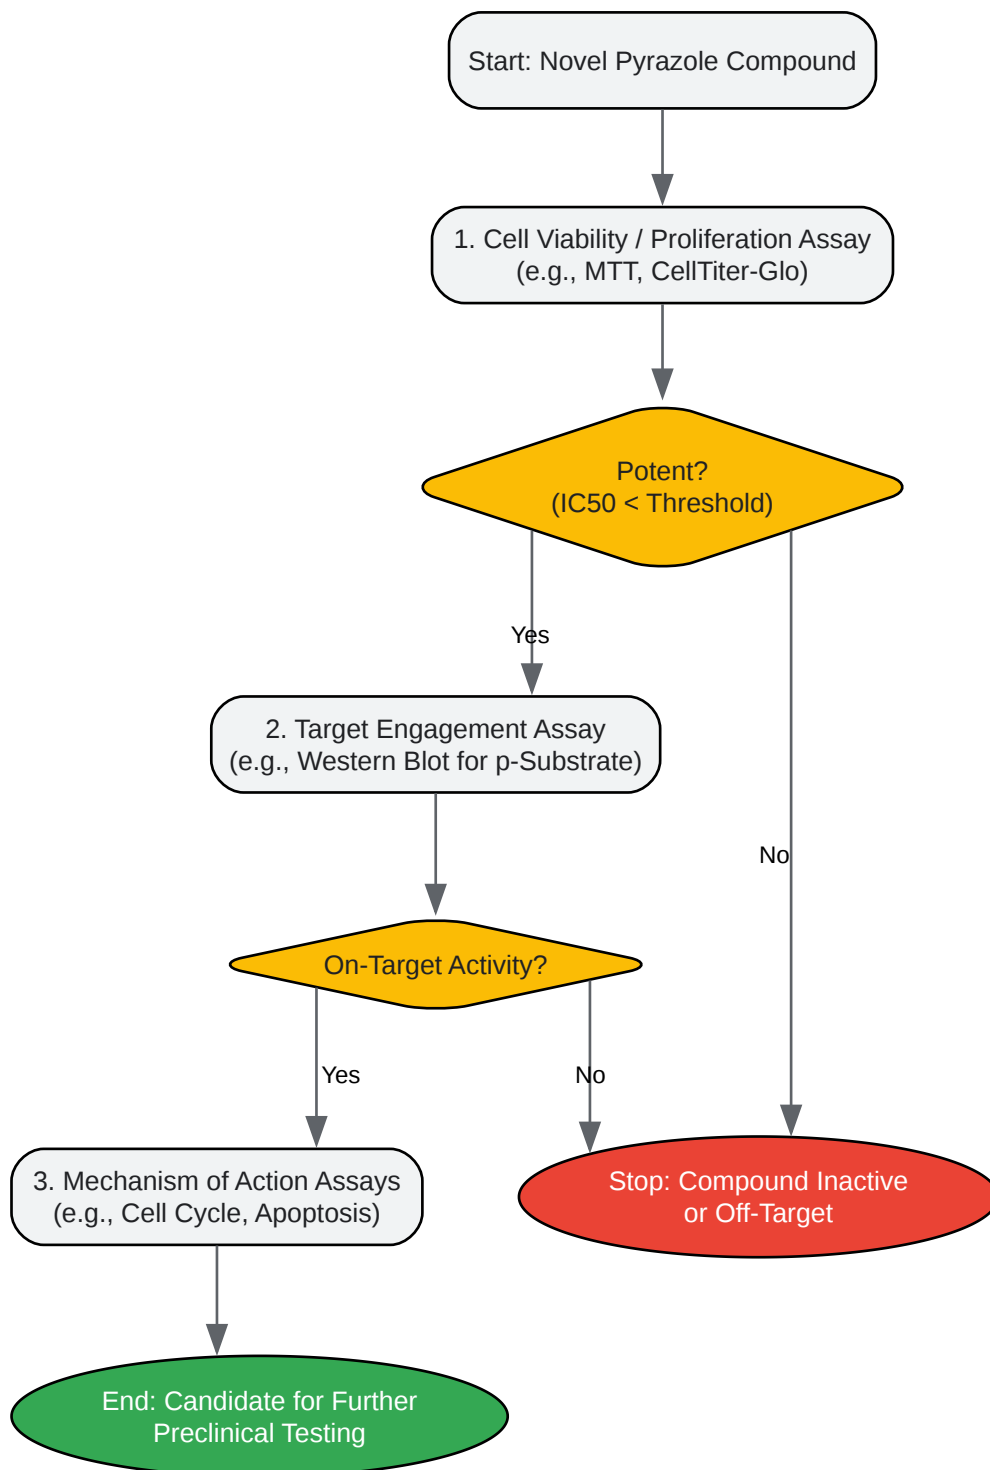 Start: Novel Pyrazole Compound
1. Cell Viability / Proliferation Assay
(e.g., MTT, CellTiter-Glo)
Potent?
(IC50 < Threshold)
Yes
2. Target Engagement Assay
(e.g., Western Blot for p-Substrate)
No
On-Target Activity?
Yes
No
3. Mechanism of Action Assays
(e.g., Cell Cycle, Apoptosis)
Stop: Compound Inactive
or Off-Target
End: Candidate for Further
Preclinical Testing